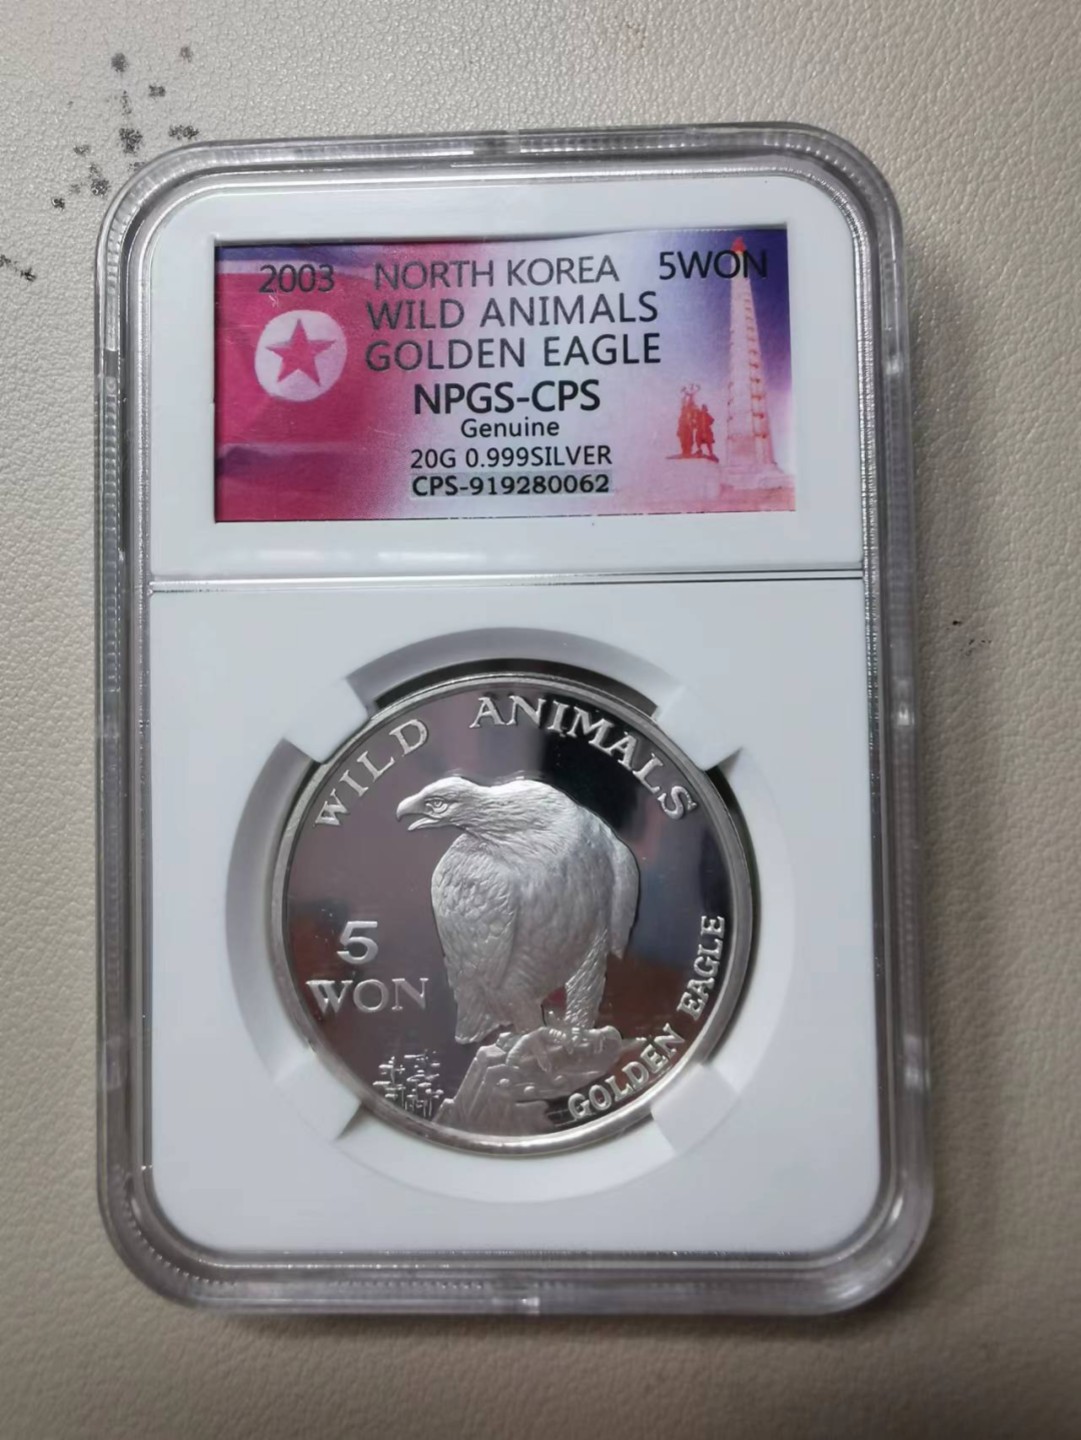 2003 NORTH KOREA 5WON
WILD ANIMALS
GOLDEN EAGLE
NPGS-CPS
Genuine
20G 0.999SILVER
CPS-919280062
WILD ANIMALS
5
WON
GOLDEN EAGLE